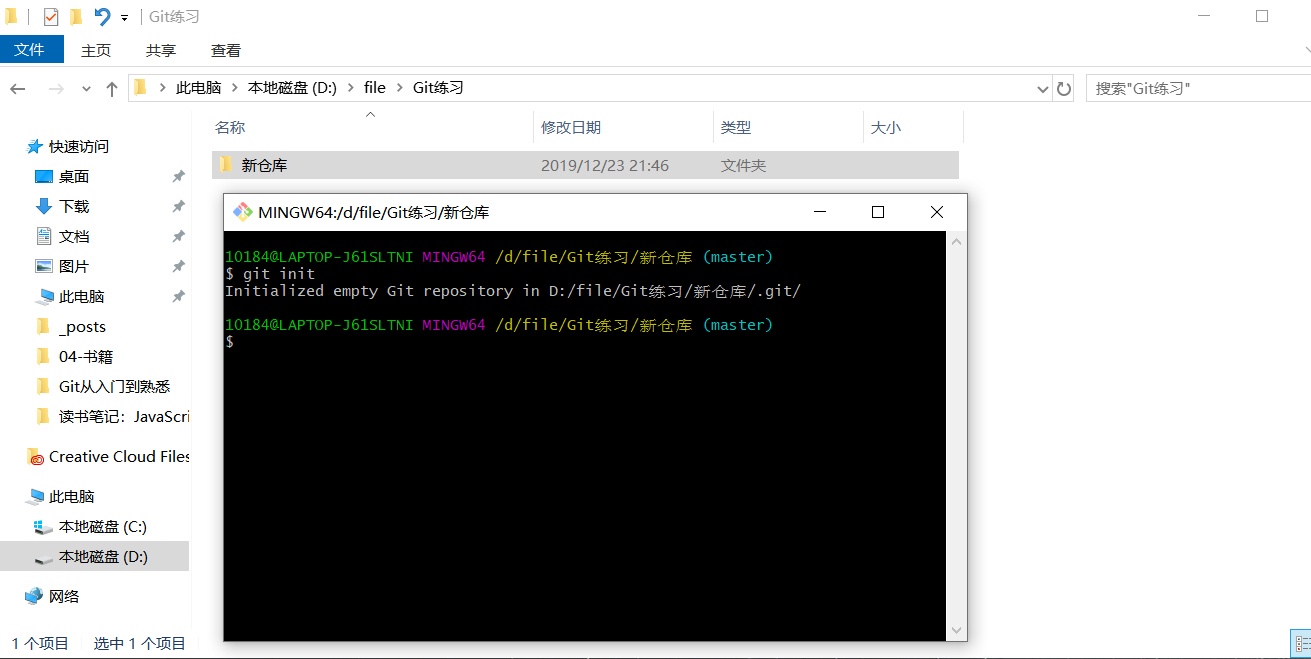 Git练习
文件 主页 共享 查看
此电脑 本地磁盘 (D:) file Git练习 搜索"Git练习"
名称 修改日期 类型 大小
新仓库 2019/12/23 21:46 文件夹
快速访问
桌面
下载
文档
图片
此电脑
_posts
04-书籍
Git从入门到熟悉
读书笔记：JavaScri
Creative Cloud Files
此电脑
本地磁盘 (C:)
本地磁盘 (D:)
网络
1 个项目 选中 1 个项目
MINGW64:/d/file/Git练习/新仓库
10184@LAPTOP-J61SLTNI MINGW64 /d/file/Git练习/新仓库 (master)
$ git init
Initialized empty Git repository in D:/file/Git练习/新仓库/.git/
10184@LAPTOP-J61SLTNI MINGW64 /d/file/Git练习/新仓库 (master)
$